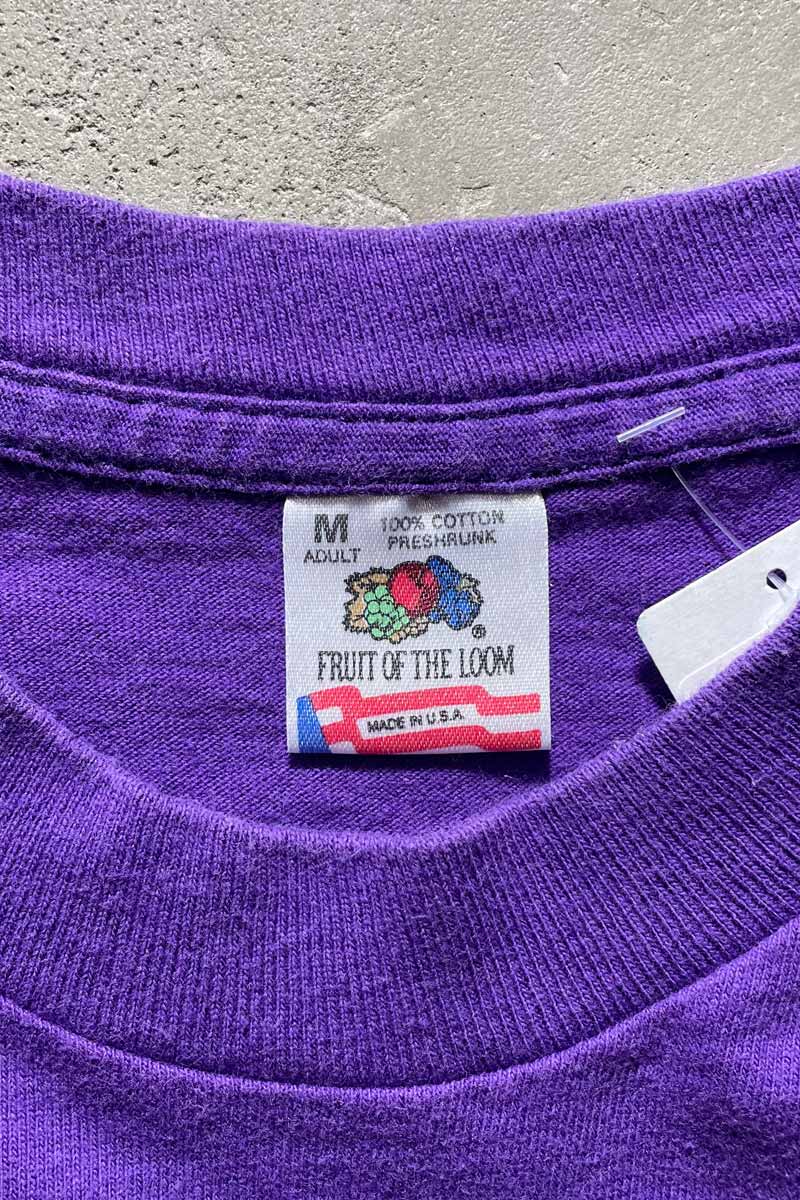 M
ADULT
100% COTTON
PRESHRUNK
®
FRUIT OF THE LOOM
MADE IN U.S.A.